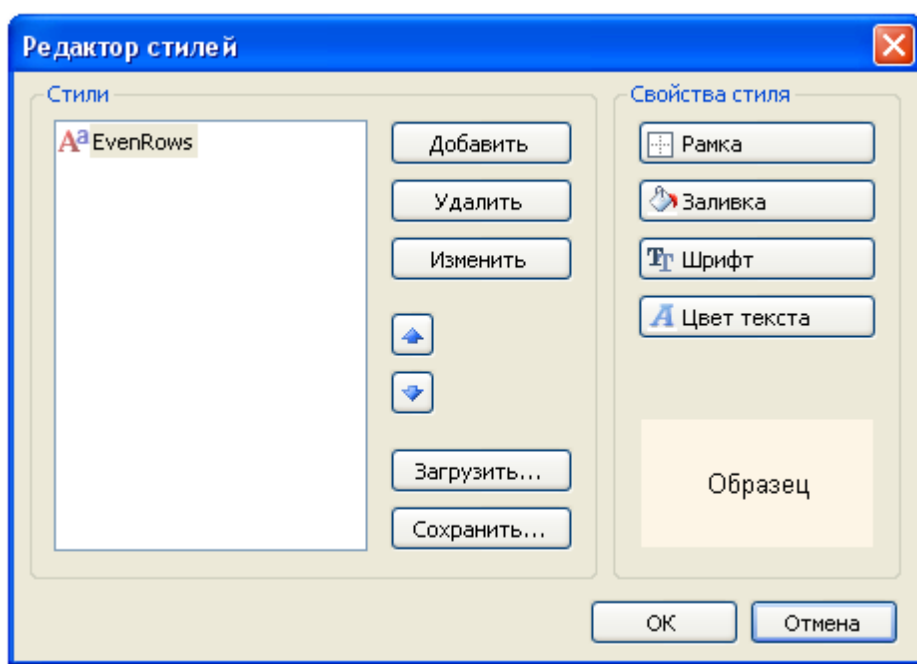 Редактор стилей
Стили
Aa EvenRows
Добавить
Удалить
Изменить
Загрузить...
Сохранить...
Свойства стиля
Рамка
Заливка
Шрифт
Цвет текста
Образец
OK
Отмена